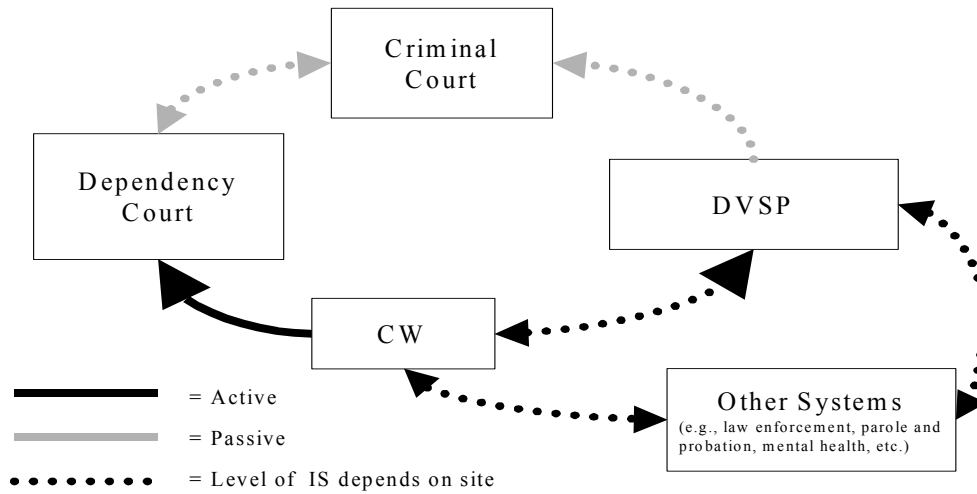 Criminal
Court
Dependency
Court
DVSP
CW
Other Systems
(e.g., law enforcement, parole and
probation, mental health, etc.)
= Active
= Passive
= Level of IS depends on site